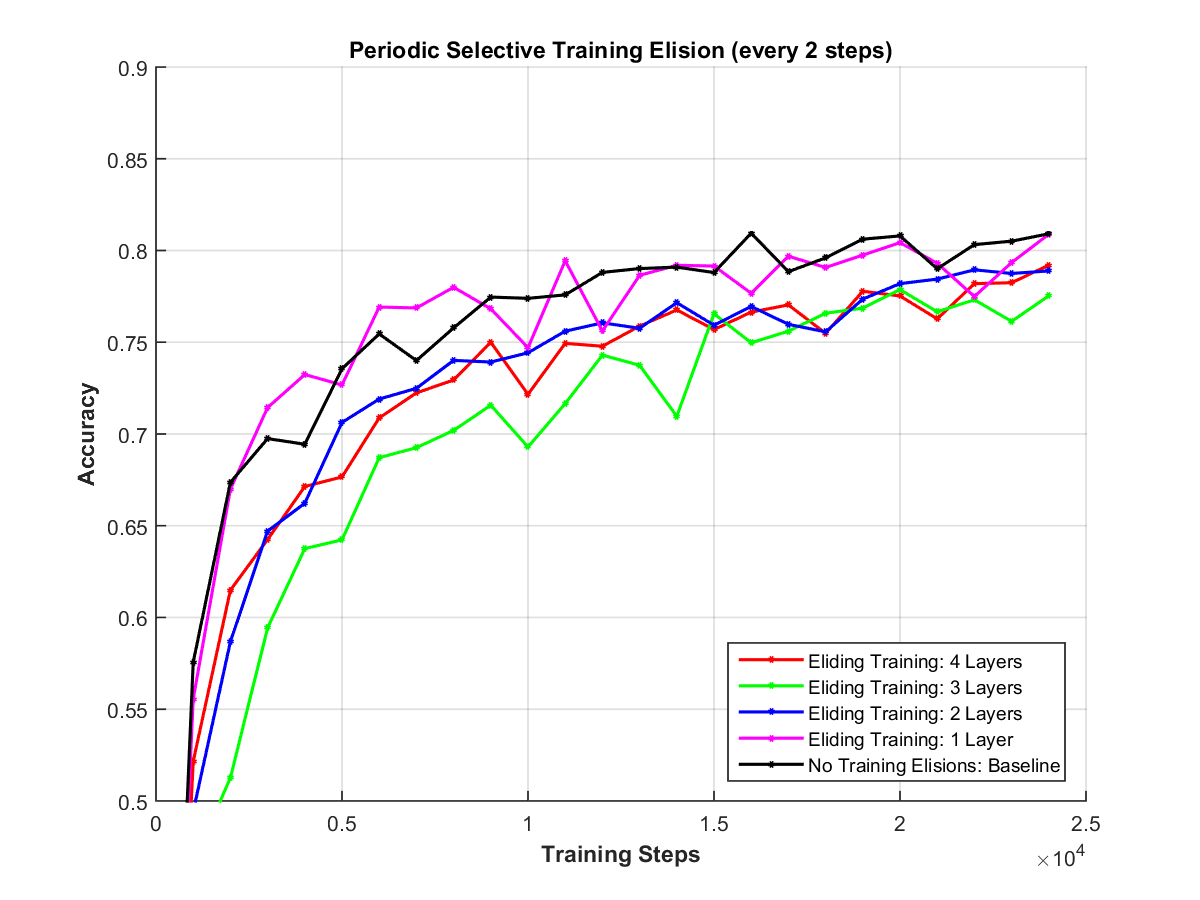 Periodic Selective Training Elision (every 2 steps)
0.9
0.85
0.8
0.75
0.7
0.65
0.6
0.55
0.5
Accuracy
Eliding Training: 4 Layers
Eliding Training: 3 Layers
Eliding Training: 2 Layers
Eliding Training: 1 Layer
No Training Elisions: Baseline
0 0.5 1 1.5 2 2.5
Training Steps
×10⁴